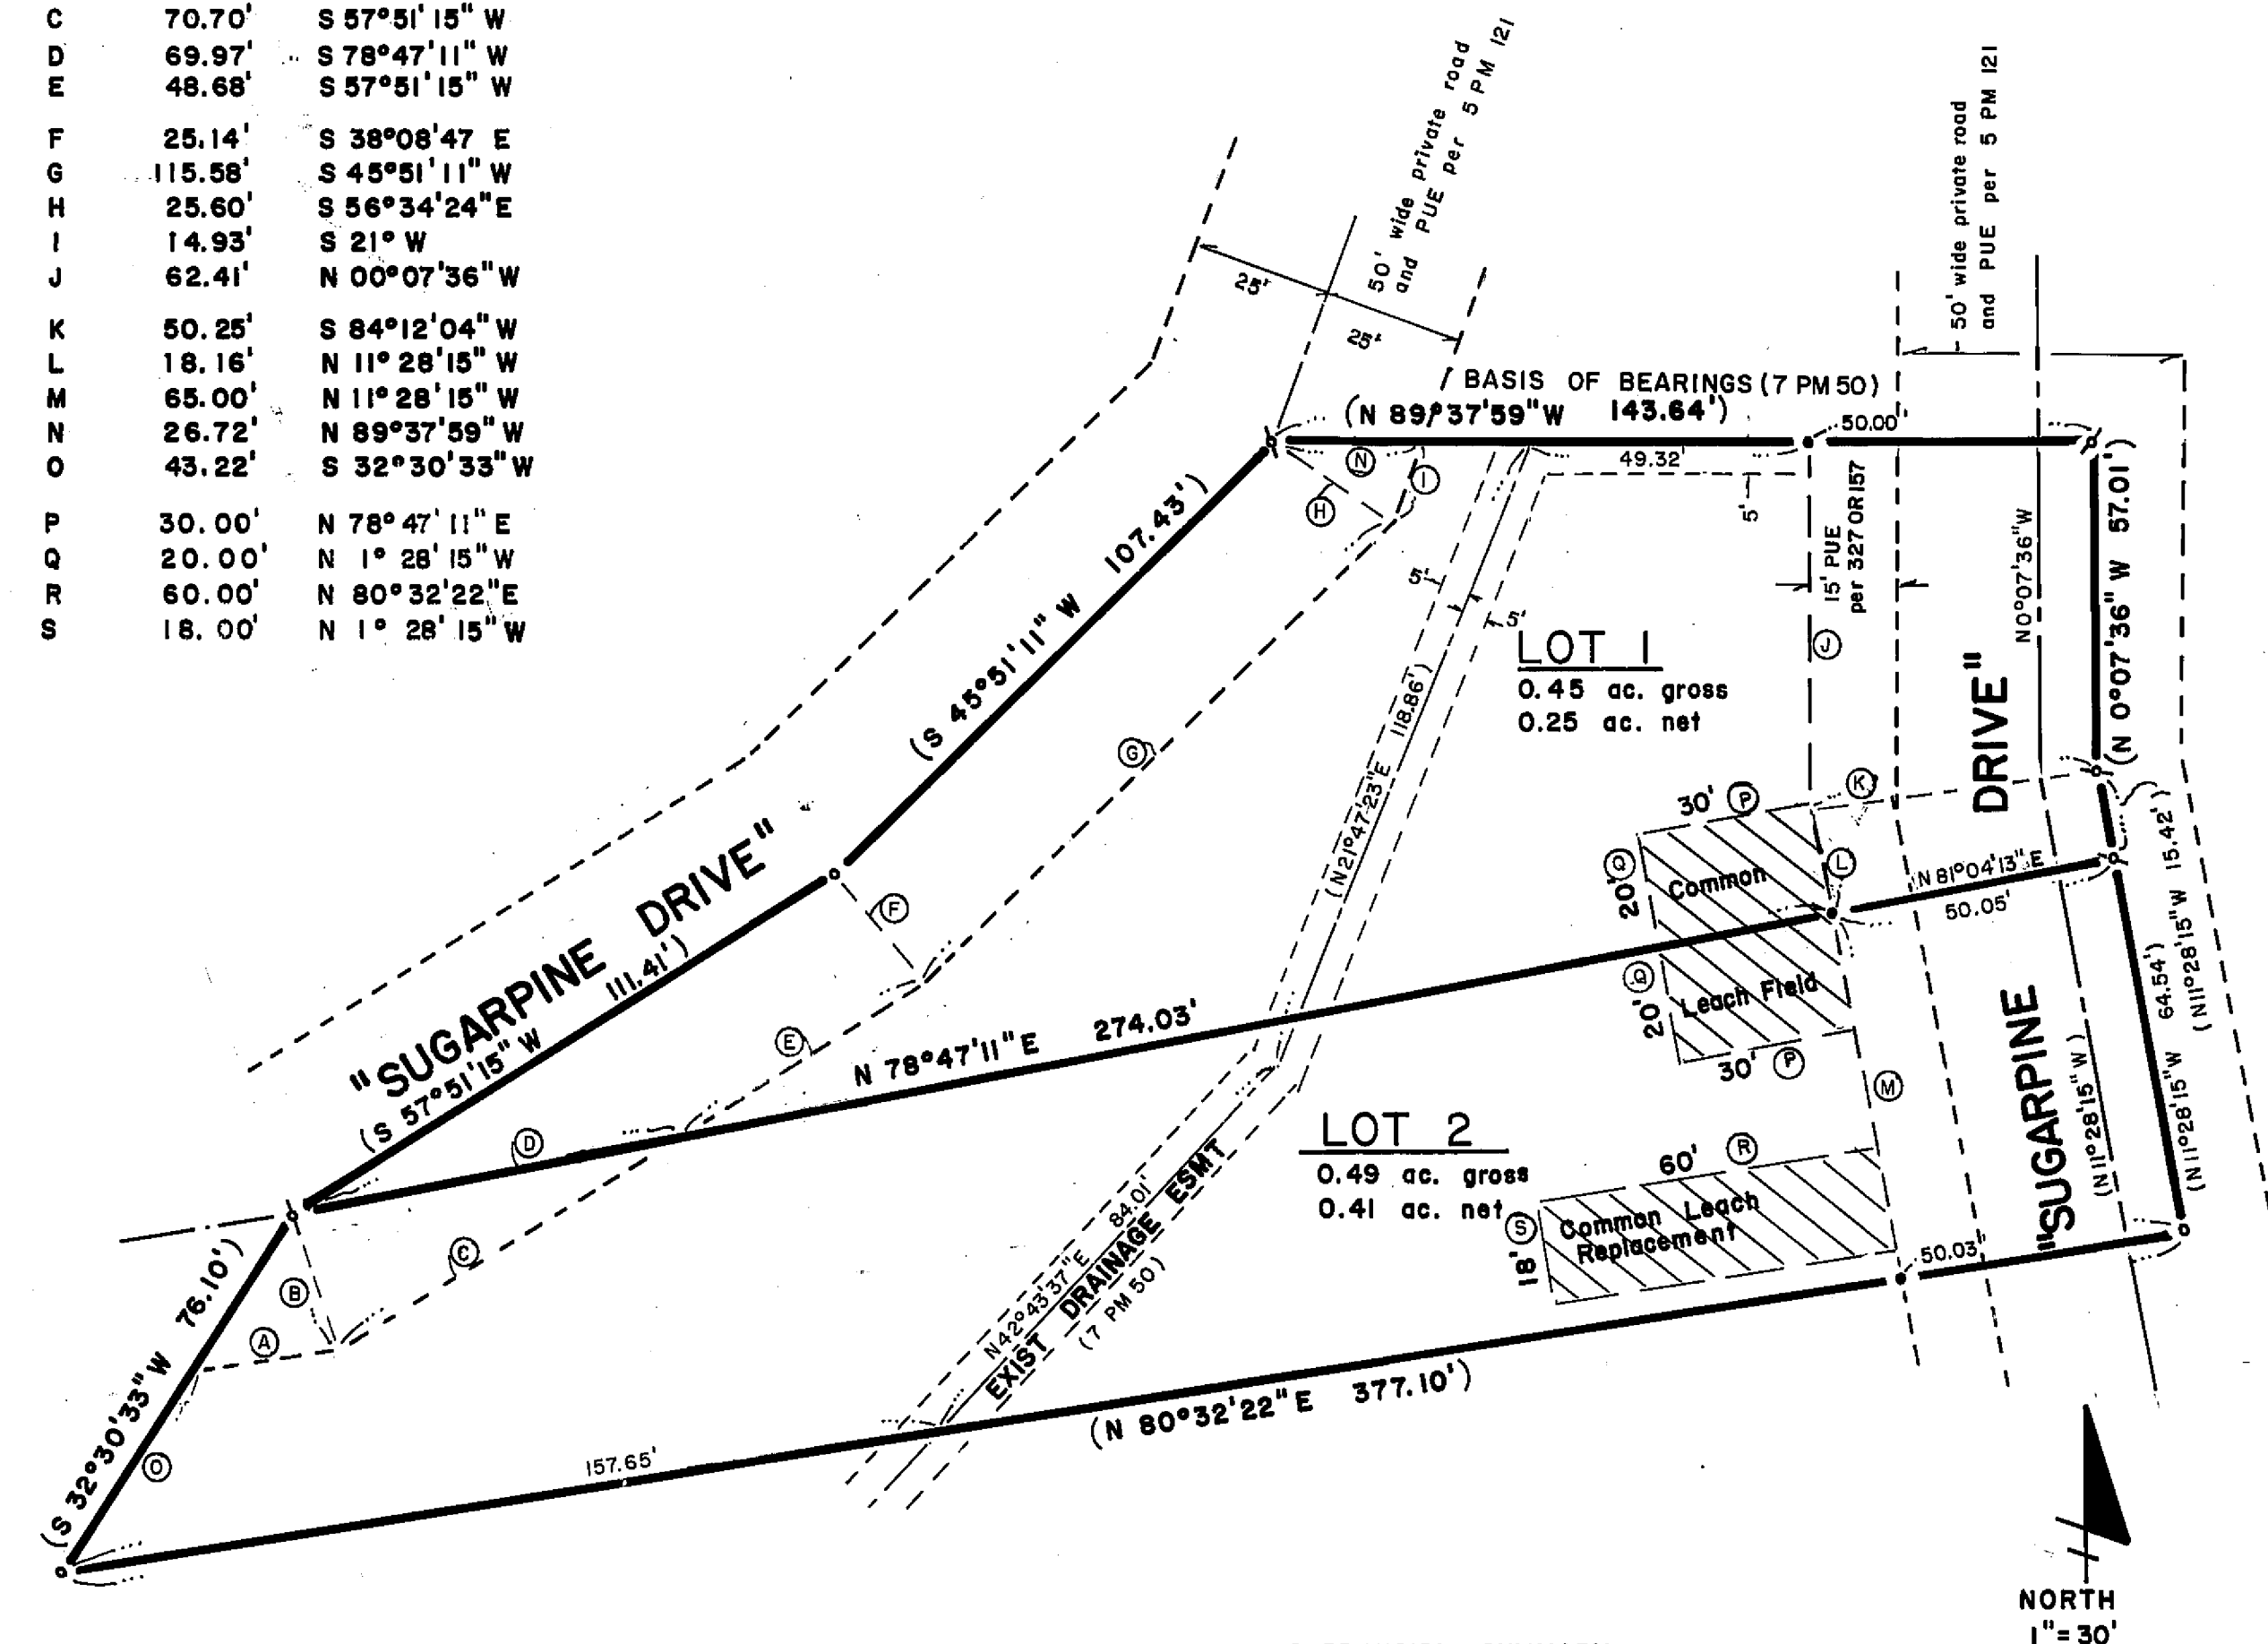 C 70.70' S 57°51'15" W
D 69.97' S 78°47'11" W
E 48.68' S 57°51'15" W
F 25.14' S 38°08'47 E
G 115.58' S 45°51'11" W
H 25.60' S 56°34'24" E
I 14.93' S 21° W
J 62.41' N 00°07'36" W
K 50.25' S 84°12'04" W
L 18.16' N 11° 28'15" W
M 65.00' N 11° 28'15" W
N 26.72' N 89°37'59" W
O 43.22' S 32°30'33" W
P 30.00' N 78° 47' 11" E
Q 20.00' N 1° 28' 15" W
R 60.00' N 80° 32'22" E
S 18.00' N 1° 28' 15" W
50' wide private road
and PUE per 5 PM 121
50' wide private road
and PUE per 5 PM 121
25'
25'
BASIS OF BEARINGS (7 PM 50)
(N 89°37'59" W 143.64')
50.00'
49.32'
N
I
H
5'
15' PUE
per 327 OR 157
N0°07'36"W
(N 0°07'36" W 57.01')
(S 45°51'11" W 107.43')
5'
5'
LOT 1
0.45 ac. gross
0.25 ac. net
J
G
(N21°47'23"E 118.86')
"SUGARPINE DRIVE"
30' P
K
Q
20'
Common
L
N 81°04'13" E
50.05'
(N11°28'15"W 15.42')
F
"SUGARPINE DRIVE"
(S 57°51'15" W 111.41')
Q
20'
Leach Field
30' P
N 11°28'15"W 64.54')
(N11°28'15"W)
E
N 78°47'11" E 274.03'
M
D
LOT 2
0.49 ac. gross
0.41 ac. net
60' R
S
18'
Common Leach
Replacement
50.03'
N42°43'37"E 84.01'
EXIST DRAINAGE ESMT
(7 PM 50)
C
B
A
(S 32°30'33" W 76.10')
O
157.65'
(N 80°32'22" E 377.10')
NORTH
1"= 30'